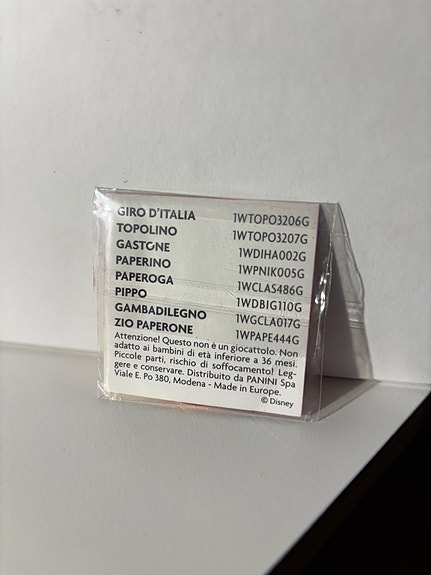 GIRO D'ITALIA 1WTOPO3206G
TOPOLINO 1WTOPO3207G
GASTONE 1WDIHA002G
PAPERINO 1WPNIK005G
PAPEROGA 1WCLAS486G
PIPPO 1WDBIG110G
GAMBADILEGNO 1WGCLA017G
ZIO PAPERONE 1WPAPE444G
Attenzione! Questo non è un giocattolo. Non
adatto ai bambini di età inferiore a 36 mesi.
Piccole parti, rischio di soffocamento! Leg-
gere e conservare. Distribuito da PANINI Spa
Viale E. Po 380, Modena - Made in Europe.
© Disney